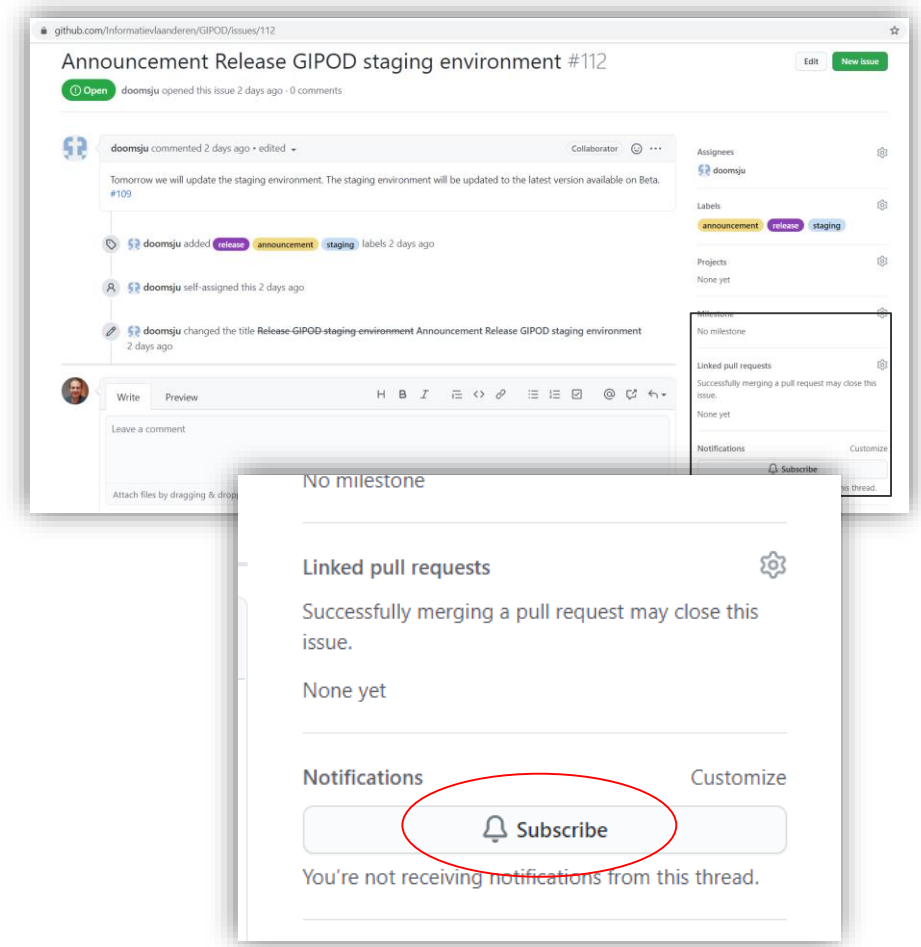 github.com/Informatievlaanderen/GIPOD/issues/112
Announcement Release GIPOD staging environment #112
Edit
New issue
Open
doomsju opened this issue 2 days ago · 0 comments
doomsju commented 2 days ago • edited
Collaborator
Tomorrow we will update the staging environment. The staging environment will be updated to the latest version available on Beta.
#109
doomsju added release announcement staging labels 2 days ago
doomsju self-assigned this 2 days ago
doomsju changed the title Release GIPOD staging environment Announcement Release GIPOD staging environment
2 days ago
Write
Preview
H B I
Leave a comment
Attach files by dragging & drop
Assignees
doomsju
Labels
announcement release staging
Projects
None yet
Milestone
No milestone
Linked pull requests
Successfully merging a pull request may close this
issue.
None yet
Notifications
Customize
Subscribe
this thread.
No milestone
Linked pull requests
Successfully merging a pull request may close this
issue.
None yet
Notifications
Customize
Subscribe
You're not receiving notifications from this thread.